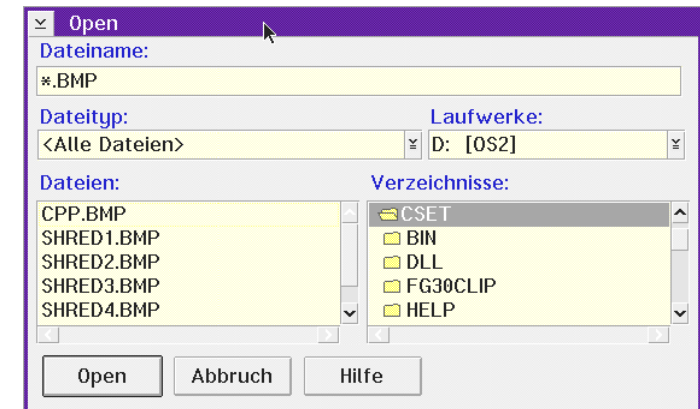 Open
Dateiname:
*.BMP
Dateityp:
Laufwerke:
<Alle Dateien>
D: [OS2]
Dateien:
Verzeichnisse:
CPP.BMP
SHRED1.BMP
SHRED2.BMP
SHRED3.BMP
SHRED4.BMP
CSET
BIN
DLL
FG30CLIP
HELP
Open
Abbruch
Hilfe